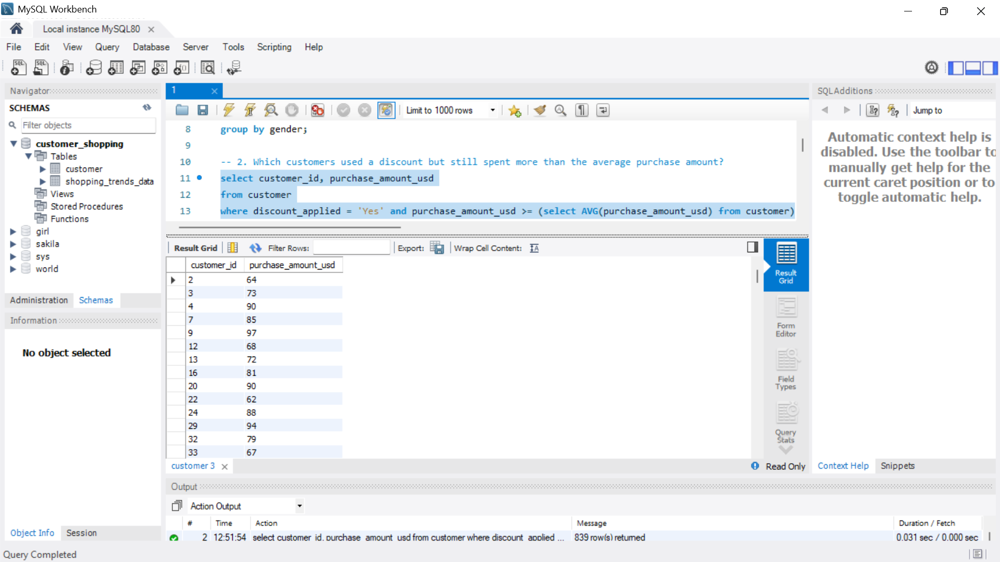 MySQL Workbench
Local instance MySQL80
File Edit View Query Database Server Tools Scripting Help
Navigator
SCHEMAS
Filter objects
customer_shopping
Tables
customer
shopping_trends_data
Views
Stored Procedures
Functions
girl
sakila
sys
world
Administration Schemas
Information
No object selected
Object Info Session
Query Completed
1
Limit to 1000 rows
8 group by gender;
9
10 -- 2. Which customers used a discount but still spent more than the average purchase amount?
11 select customer_id, purchase_amount_usd
12 from customer
13 where discount_applied = 'Yes' and purchase_amount_usd >= (select AVG(purchase_amount_usd) from customer)
Result Grid Filter Rows: Export: Wrap Cell Content:
customer_id purchase_amount_usd
2 64
3 73
4 90
7 85
9 97
12 68
13 72
16 81
20 90
22 62
24 88
29 94
32 79
33 67
Result
Grid
Form
Editor
Field
Types
Query
Stats
customer 3
Read Only
SQLAdditions
Jump to
Automatic context help is
disabled. Use the toolbar to
manually get help for the
current caret position or to
toggle automatic help.
Context Help Snippets
Output
Action Output
# Time Action Message Duration / Fetch
2 12:51:54 select customer_id, purchase_amount_usd from customer where discount_applied ... 839 row(s) returned 0.031 sec / 0.000 sec